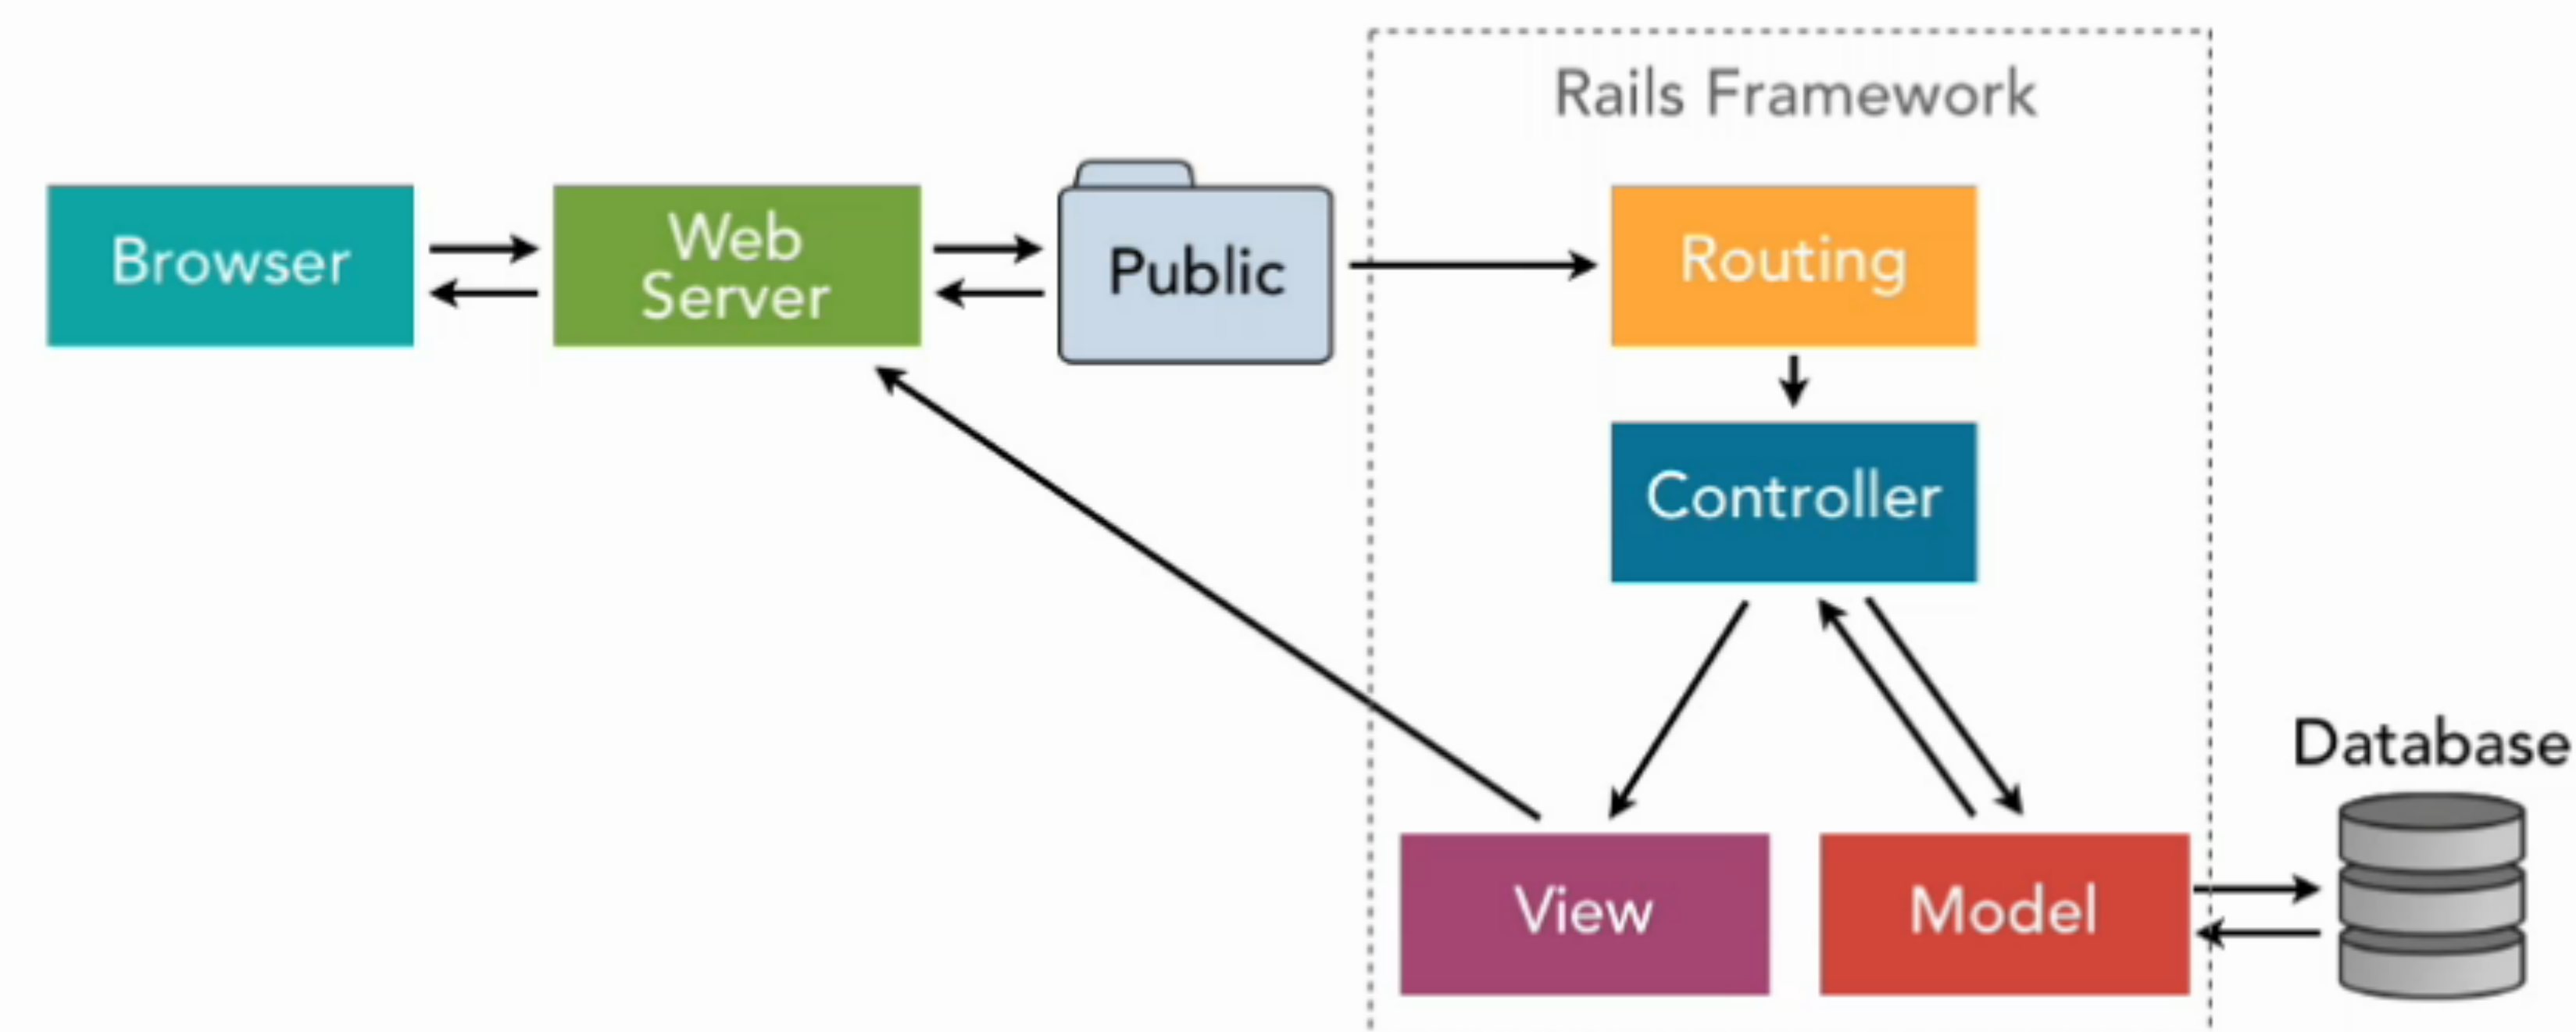 Rails Framework
Browser
Web
Server
Public
Routing
Controller
Database
View
Model